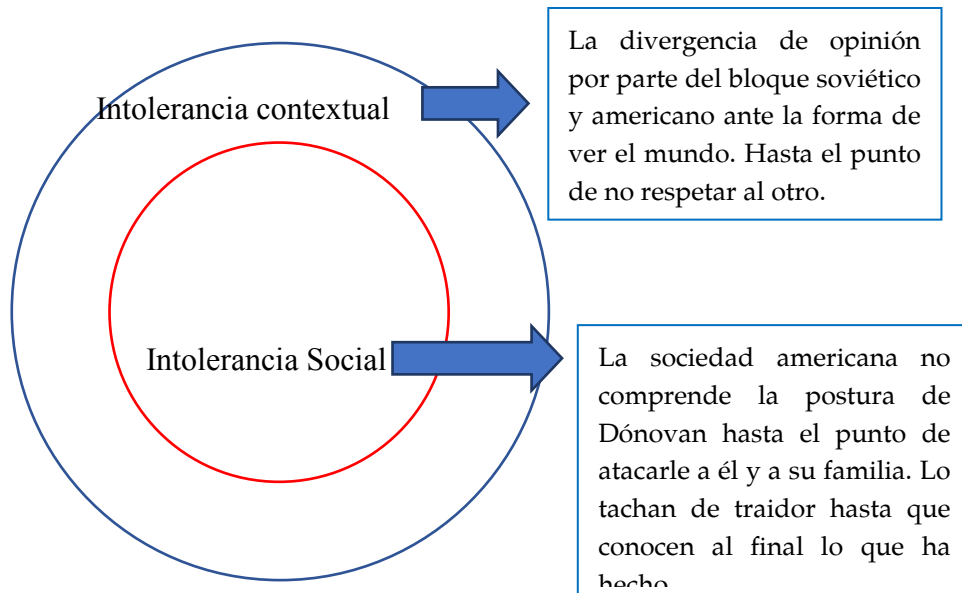 Intolerancia contextual
La divergencia de opinión
por parte del bloque soviético
y americano ante la forma de
ver el mundo. Hasta el punto
de no respetar al otro.
Intolerancia Social
La sociedad americana no
comprende la postura de
Dónovan hasta el punto de
atacarle a él y a su familia. Lo
tachan de traidor hasta que
conocen al final lo que ha
hecho